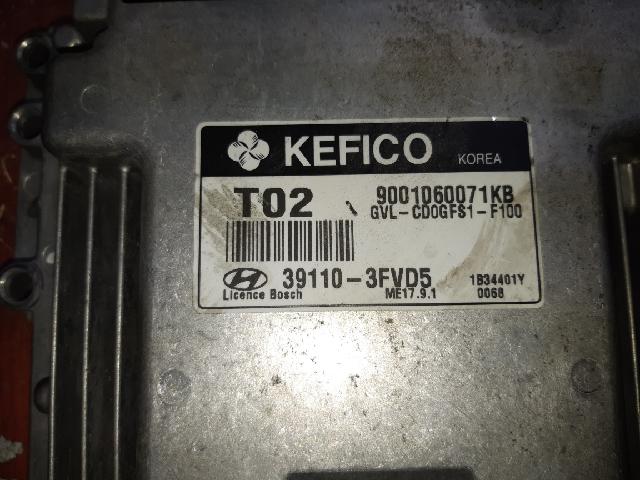 KEFICO KOREA
T02 9001060071KB
GVL-CD0GFS1-F100
39110-3FVD5 1B34401Y
Licence Bosch ME17.9.1 0068